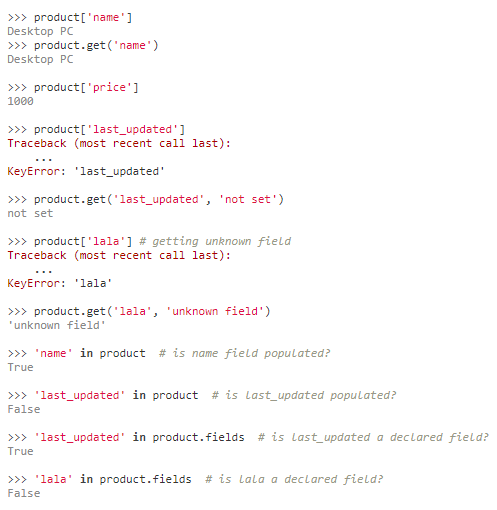 >>> product['name']
Desktop PC
>>> product.get('name')
Desktop PC
>>> product['price']
1000
>>> product['last_updated']
Traceback (most recent call last):
    ...
KeyError: 'last_updated'
>>> product.get('last_updated', 'not set')
not set
>>> product['lala'] # getting unknown field
Traceback (most recent call last):
    ...
KeyError: 'lala'
>>> product.get('lala', 'unknown field')
'unknown field'
>>> 'name' in product  # is name field populated?
True
>>> 'last_updated' in product  # is last_updated populated?
False
>>> 'last_updated' in product.fields  # is last_updated a declared field?
True
>>> 'lala' in product.fields  # is lala a declared field?
False